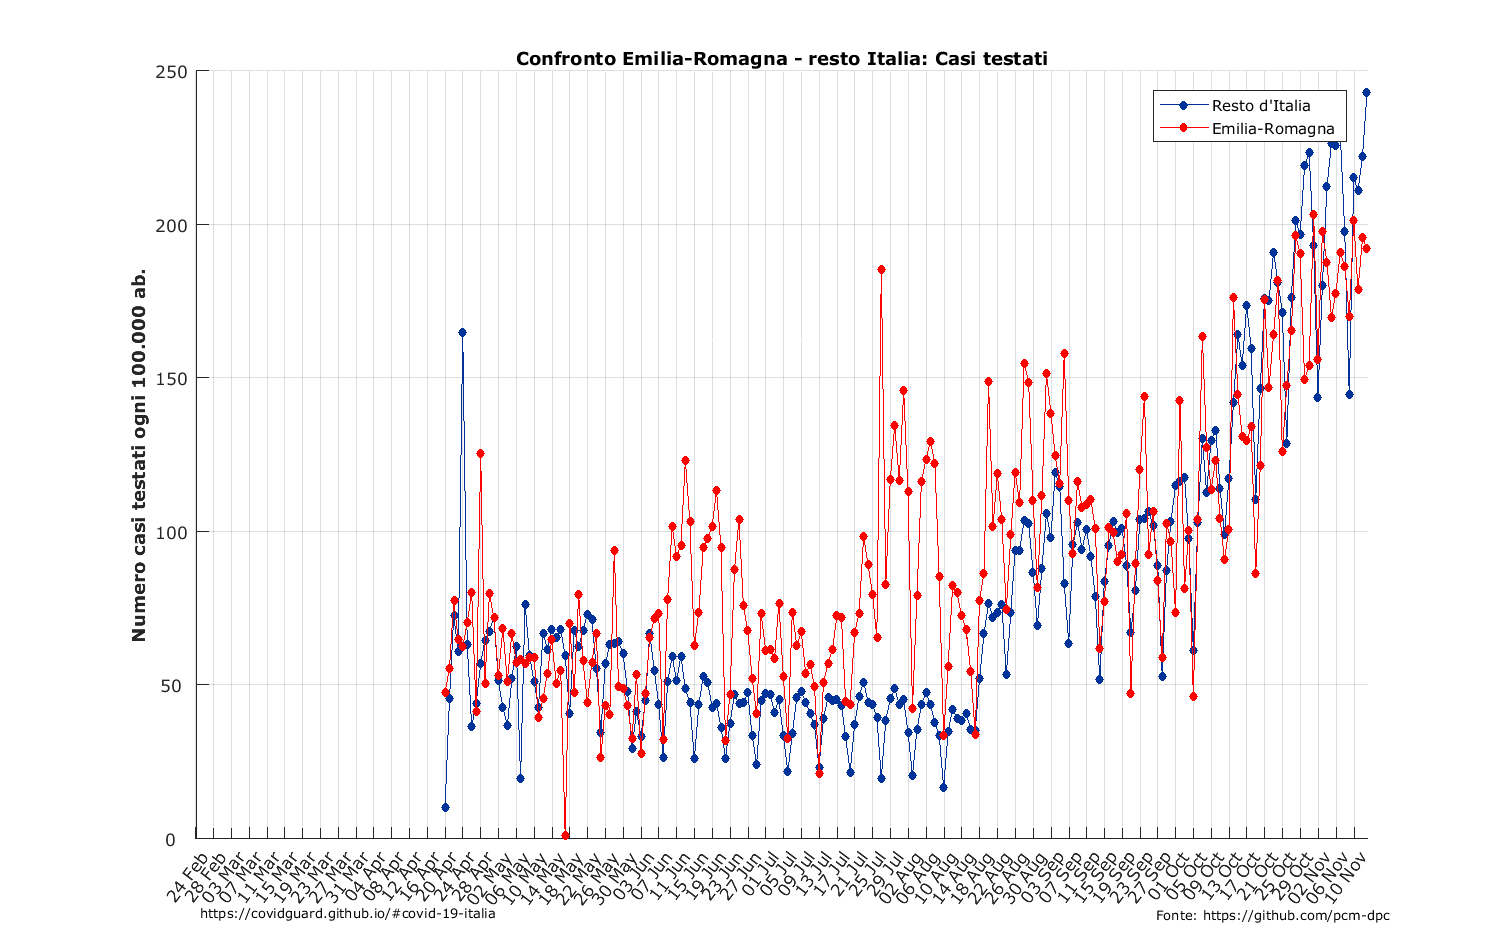 Confronto Emilia-Romagna - resto Italia: Casi testati
Resto d'Italia
Emilia-Romagna
Numero casi testati ogni 100.000 ab.
250
200
150
100
50
0
24 Feb
28 Feb
03 Mar
07 Mar
11 Mar
15 Mar
19 Mar
23 Mar
27 Mar
31 Mar
04 Apr
08 Apr
12 Apr
16 Apr
20 Apr
24 Apr
28 Apr
02 May
06 May
10 May
14 May
18 May
22 May
26 May
30 May
03 Jun
07 Jun
11 Jun
15 Jun
19 Jun
23 Jun
27 Jun
01 Jul
05 Jul
09 Jul
13 Jul
17 Jul
21 Jul
25 Jul
29 Jul
02 Aug
06 Aug
10 Aug
14 Aug
18 Aug
22 Aug
26 Aug
30 Aug
03 Sep
07 Sep
11 Sep
15 Sep
19 Sep
23 Sep
27 Sep
01 Oct
05 Oct
09 Oct
13 Oct
17 Oct
21 Oct
25 Oct
29 Oct
02 Nov
06 Nov
10 Nov
https://covidguard.github.io/#covid-19-italia
Fonte: https://github.com/pcm-dpc